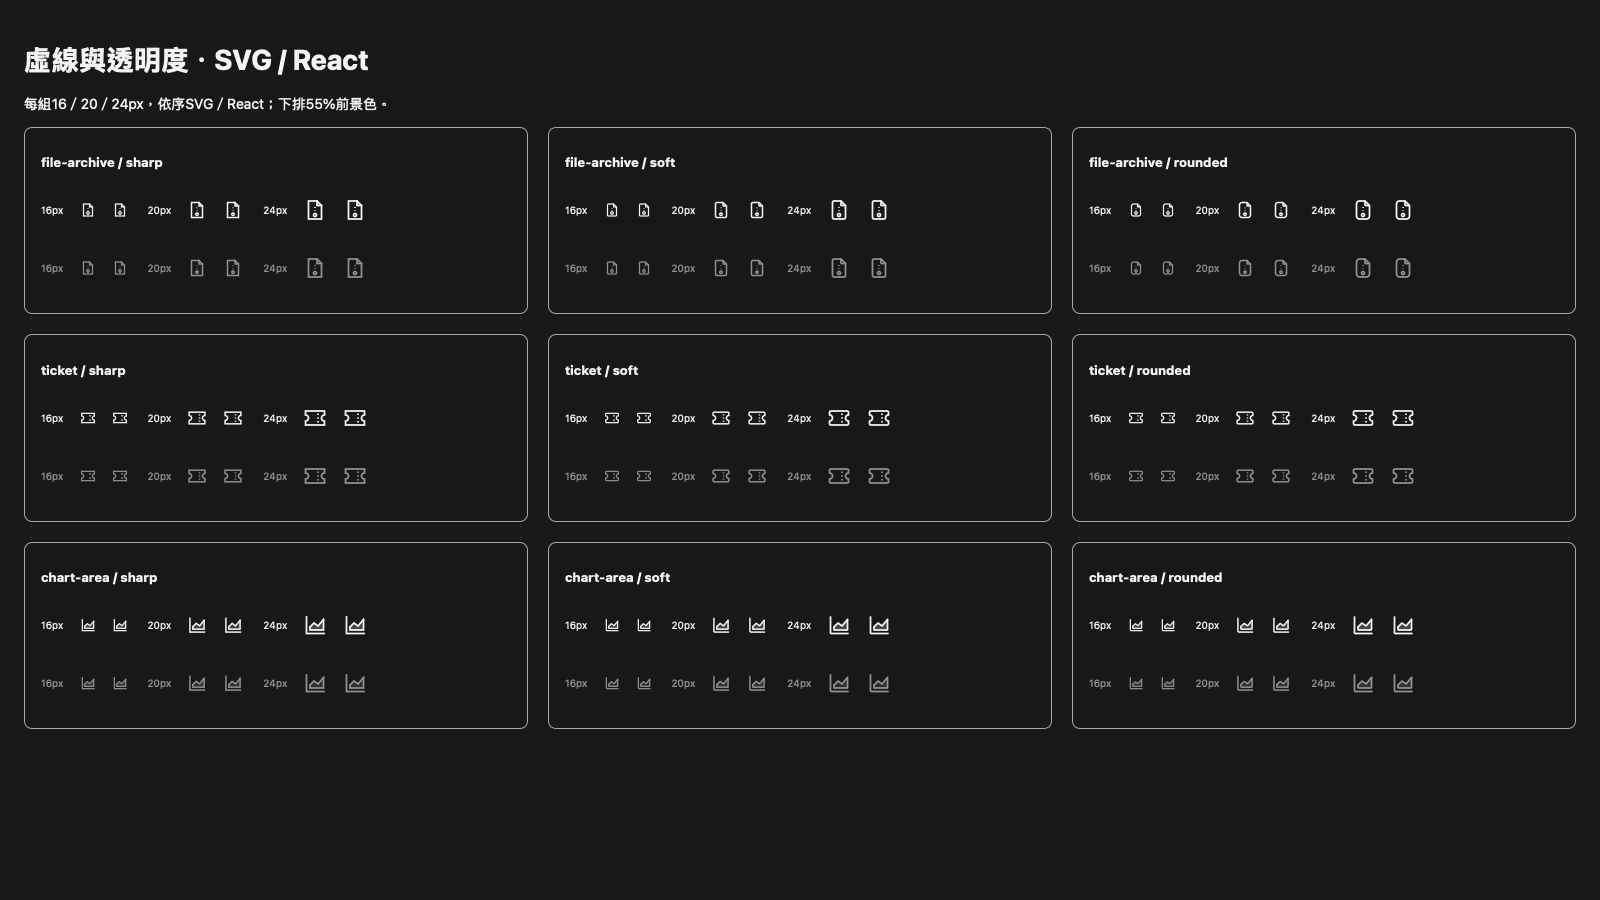 虛線與透明度 · SVG / React
每組16 / 20 / 24px，依序SVG / React；下排55%前景色。
file-archive / sharp
16px 20px 24px
16px 20px 24px
file-archive / soft
16px 20px 24px
16px 20px 24px
file-archive / rounded
16px 20px 24px
16px 20px 24px
ticket / sharp
16px 20px 24px
16px 20px 24px
ticket / soft
16px 20px 24px
16px 20px 24px
ticket / rounded
16px 20px 24px
16px 20px 24px
chart-area / sharp
16px 20px 24px
16px 20px 24px
chart-area / soft
16px 20px 24px
16px 20px 24px
chart-area / rounded
16px 20px 24px
16px 20px 24px